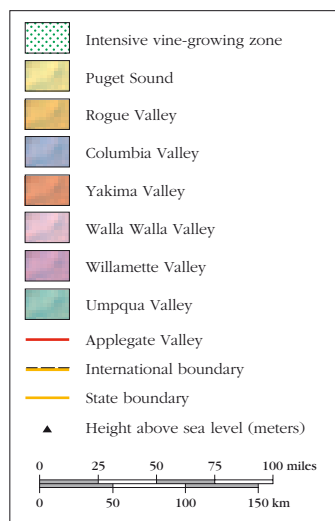 Intensive vine-growing zone
Puget Sound
Rogue Valley
Columbia Valley
Yakima Valley
Walla Walla Valley
Willamette Valley
Umpqua Valley
Applegate Valley
International boundary
State boundary
Height above sea level (meters)
0 25 50 75 100 miles
0 50 100 150 km